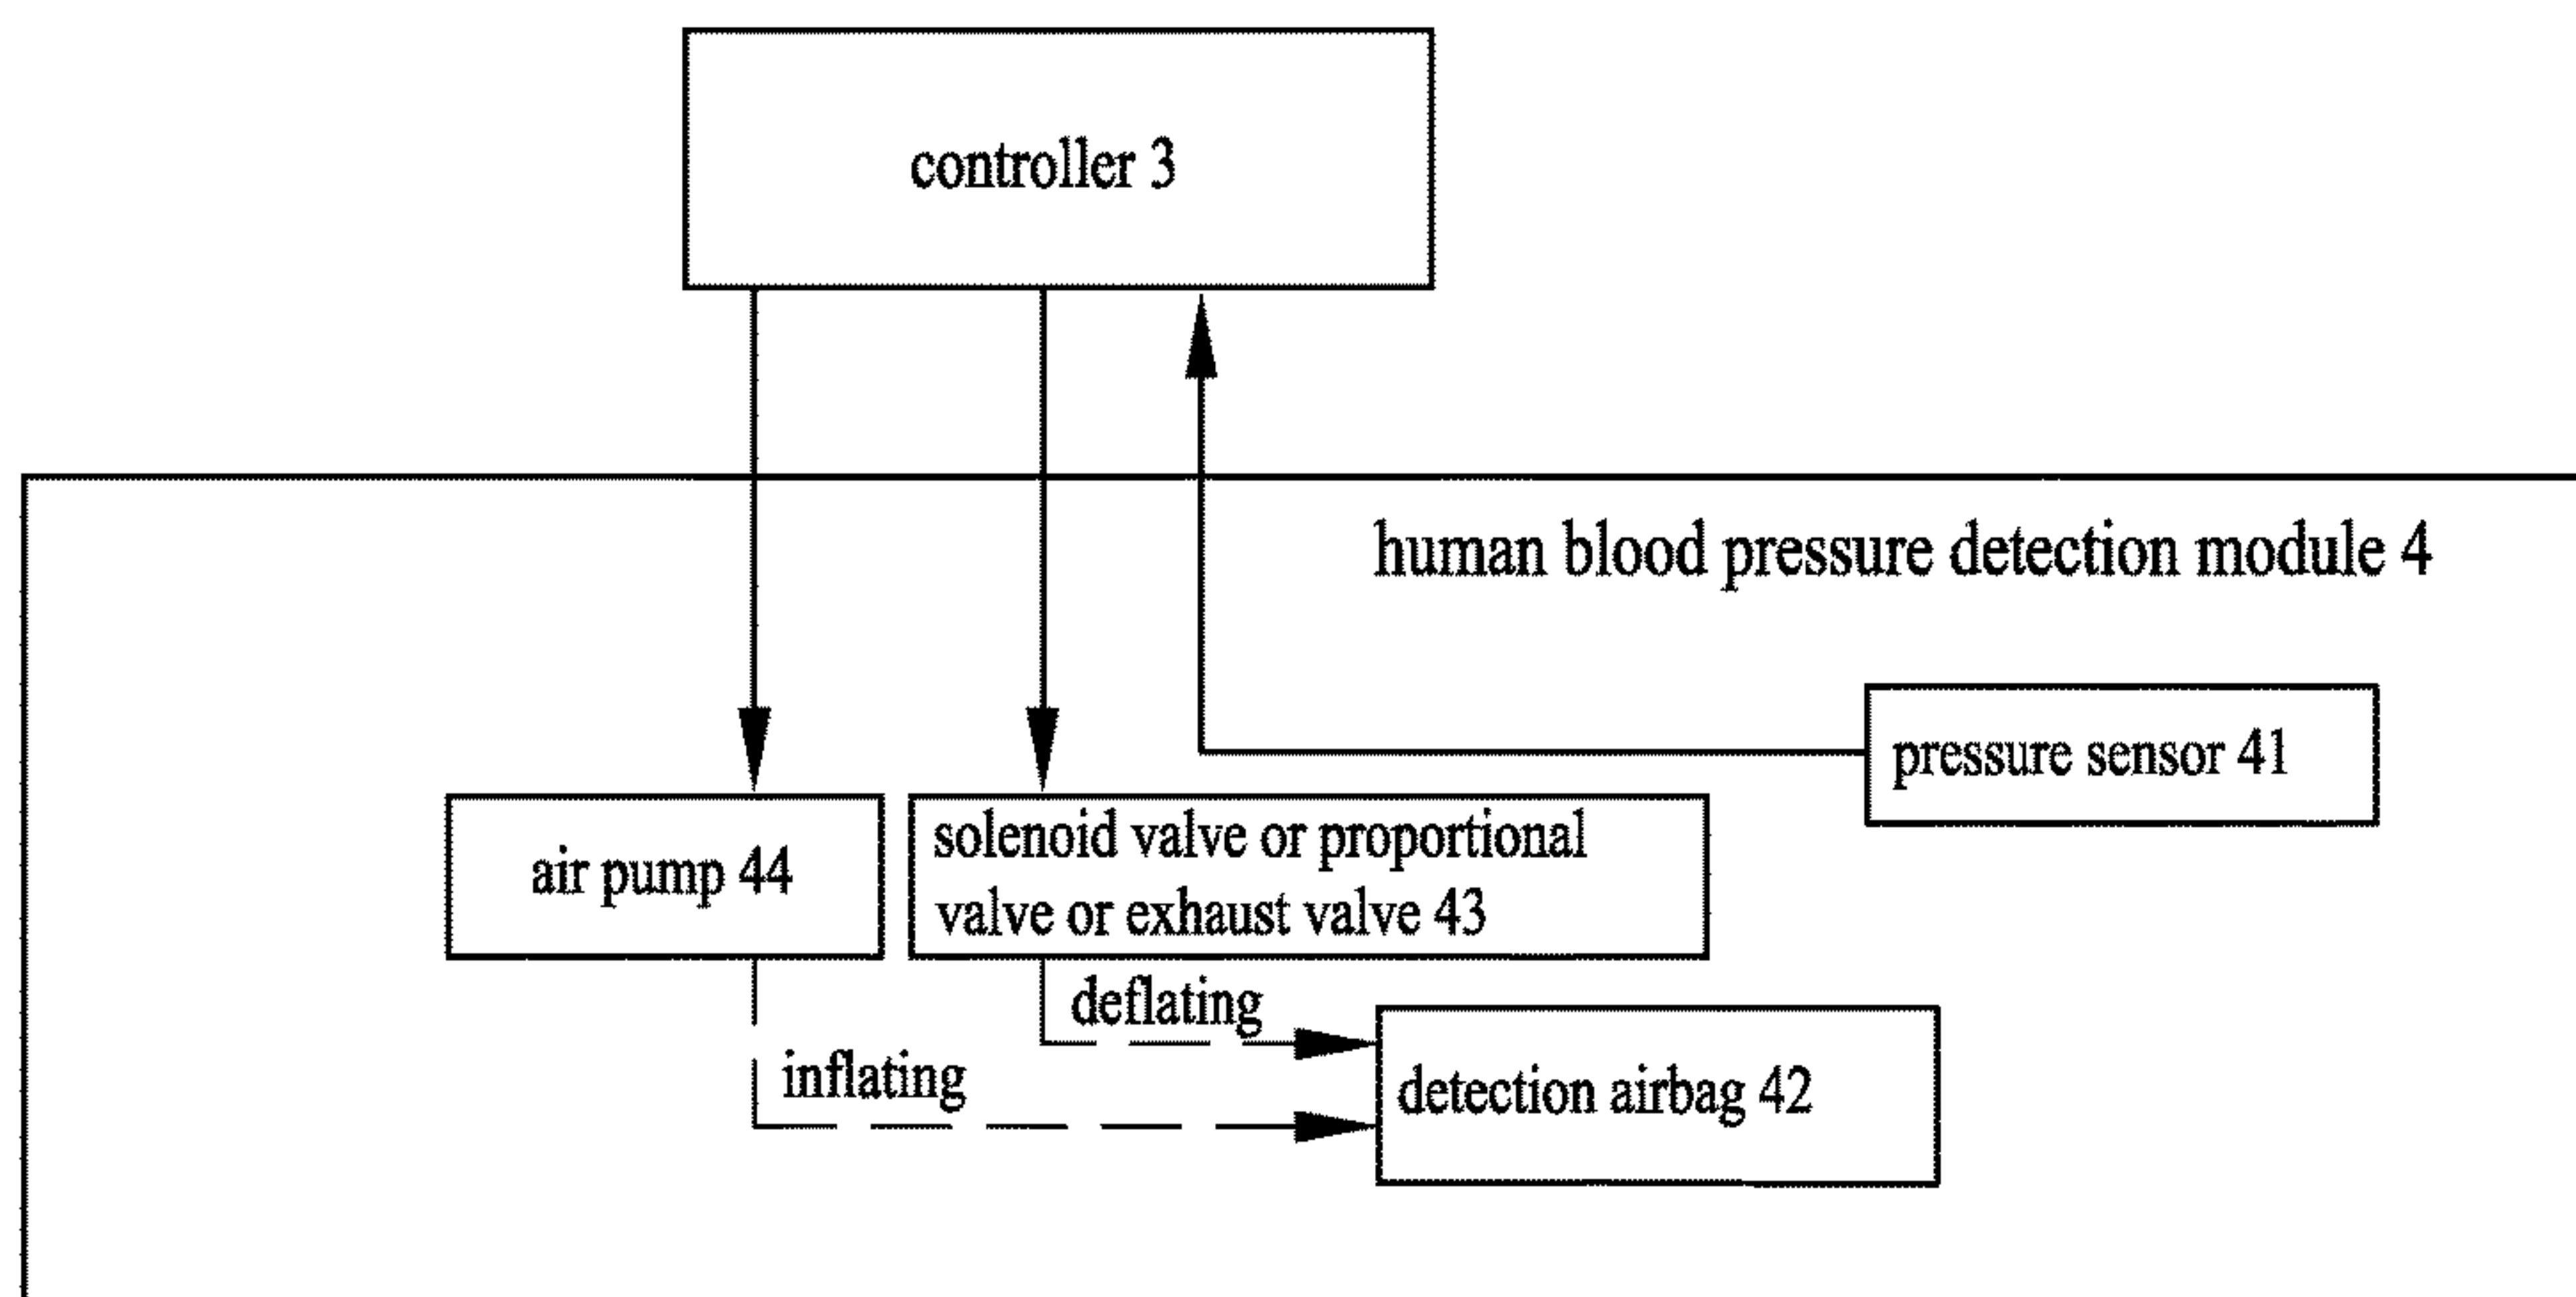 controller 3
human blood pressure detection module 4
pressure sensor 41
air pump 44
solenoid valve or proportional
valve or exhaust valve 43
deflating
inflating
detection airbag 42